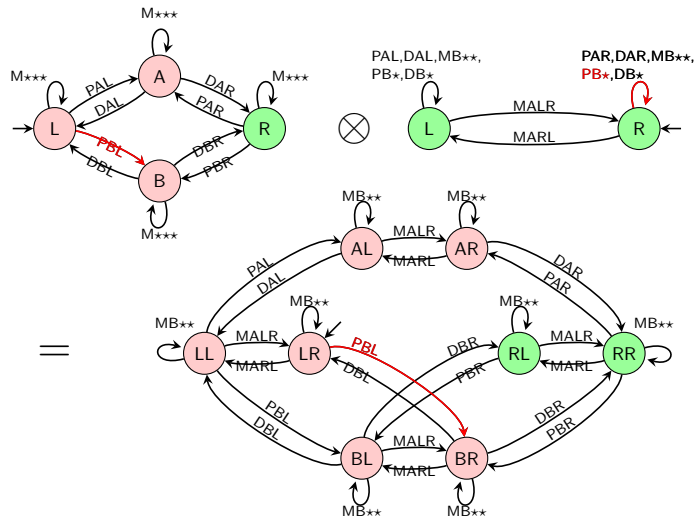 M⋆⋆⋆
PAL,DAL,MB⋆⋆,
PAR,DAR,MB⋆⋆,
PB⋆,DB⋆
PB⋆,DB⋆
M⋆⋆⋆
A
M⋆⋆⋆
PAL
DAR
DAL
PAR
MALR
L
R
⊗
L
R
MARL
PBL
DBR
DBL
PBR
B
M⋆⋆⋆
MB⋆⋆
MB⋆⋆
AL
MALR
AR
MARL
PAL
DAR
DAL
PAR
MB⋆⋆
MB⋆⋆
MB⋆⋆
MB⋆⋆
=
LL
MALR
LR
PBL
DBR
RL
MALR
RR
MARL
MARL
DBL
PBR
PBL
DBR
DBL
PBR
BL
MALR
BR
MARL
MB⋆⋆
MB⋆⋆